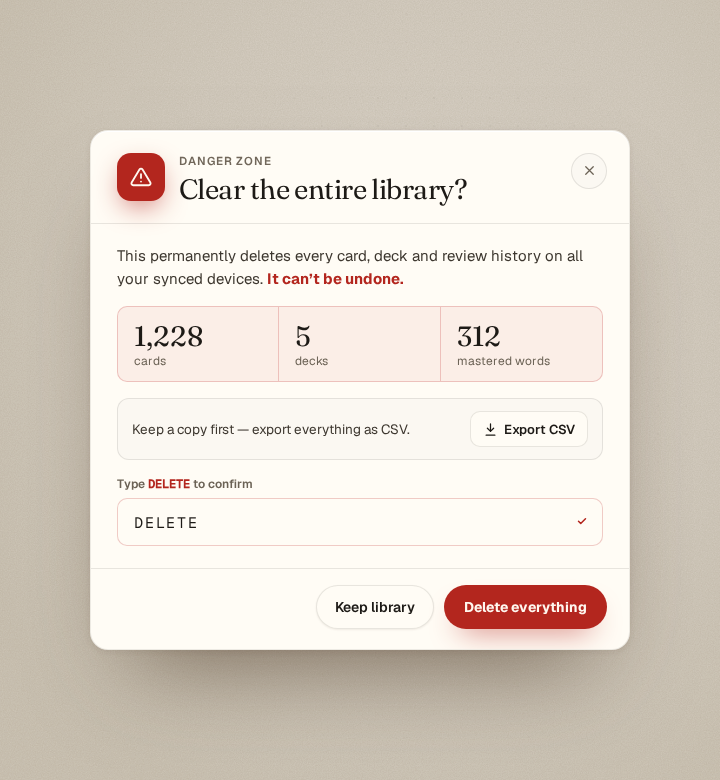 DANGER ZONE
Clear the entire library?
This permanently deletes every card, deck and review history on all
your synced devices. It can’t be undone.
1,228
cards
5
decks
312
mastered words
Keep a copy first — export everything as CSV.
Export CSV
Type DELETE to confirm
DELETE
Keep library
Delete everything